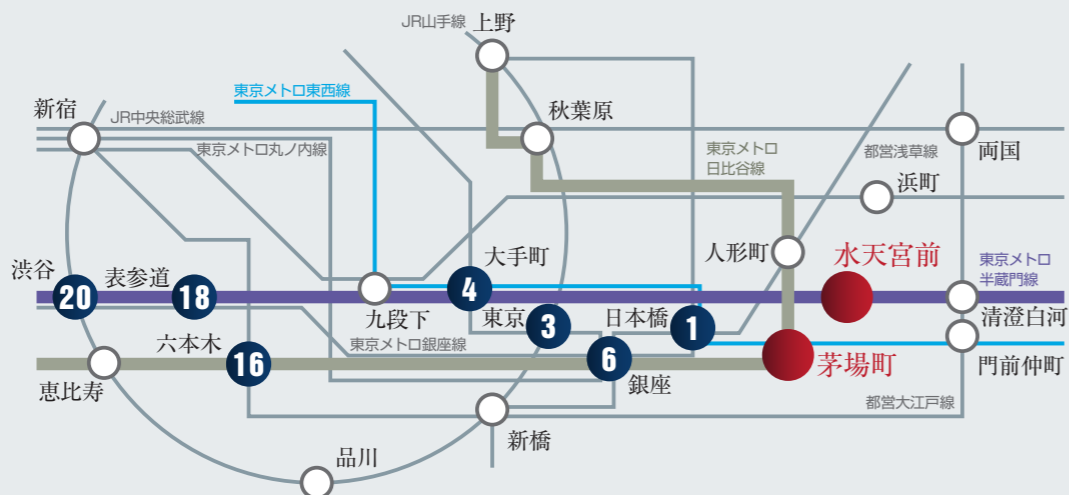 JR山手線
上野
東京メトロ東西線
新宿
JR中央総武線
秋葉原
東京メトロ丸ノ内線
東京メトロ
日比谷線
都営浅草線
両国
浜町
人形町
水天宮前
大手町
渋谷
表参道
東京メトロ
半蔵門線
20
18
4
九段下
東京
3
日本橋
1
清澄白河
六本木
東京メトロ銀座線
16
6
銀座
茅場町
門前仲町
恵比寿
都営大江戸線
新橋
品川